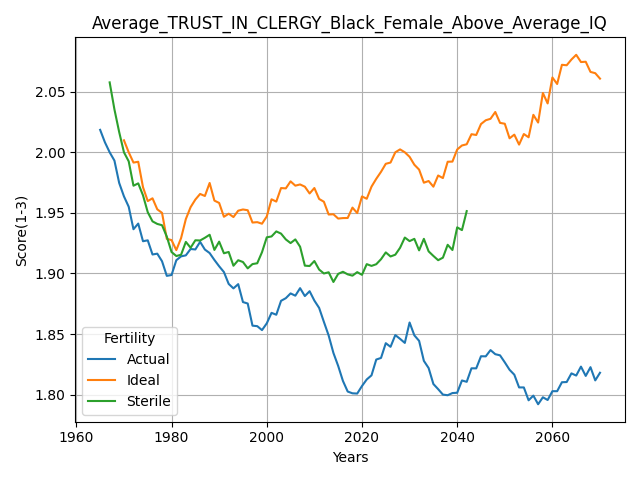 Average_TRUST_IN_CLERGY_Black_Female_Above_Average_IQ
Score(1-3)
2.05
2.00
1.95
1.90
1.85
1.80
Fertility
Actual
Ideal
Sterile
1960 1980 2000 2020 2040 2060
Years